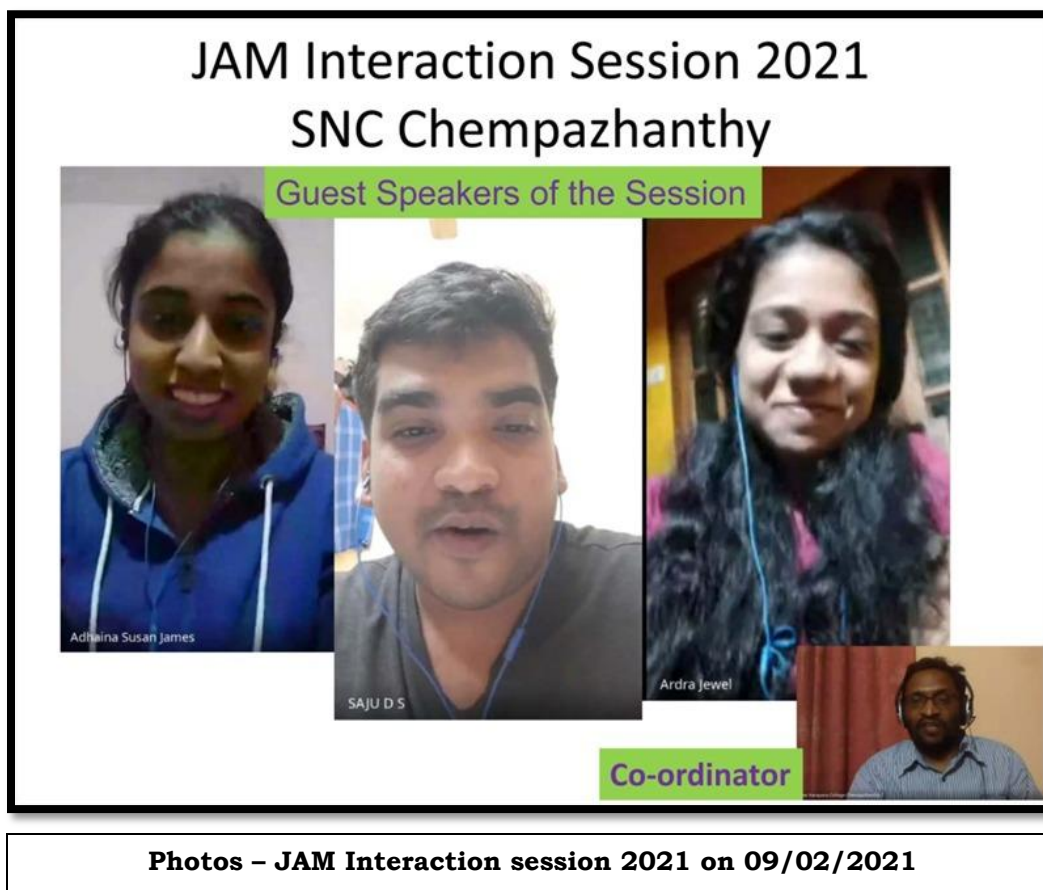 JAM Interaction Session 2021
SNC Chempazhanthy
Guest Speakers of the Session
Adhaina Susan James
SAJU D S
Ardra Jewel
Co-ordinator
Photos – JAM Interaction session 2021 on 09/02/2021